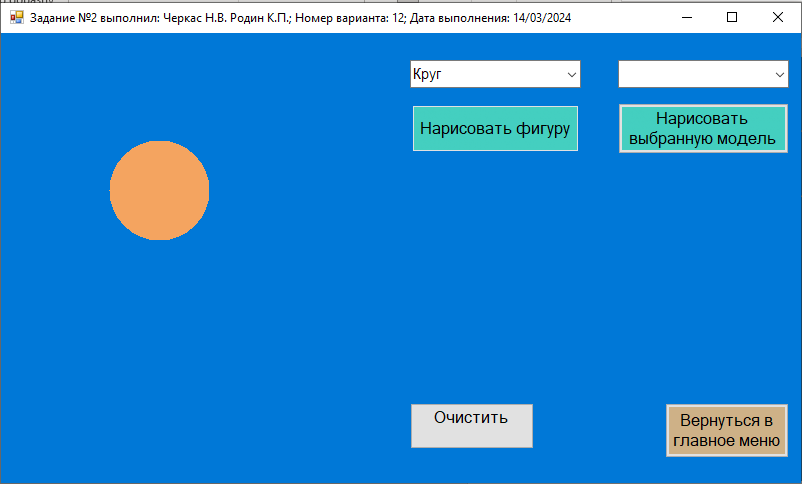 Задание №2 выполнил: Черкас Н.В. Родин К.П.; Номер варианта: 12; Дата выполнения: 14/03/2024
Круг
Нарисовать фигуру
Нарисовать
выбранную модель
Очистить
Вернуться в
главное меню